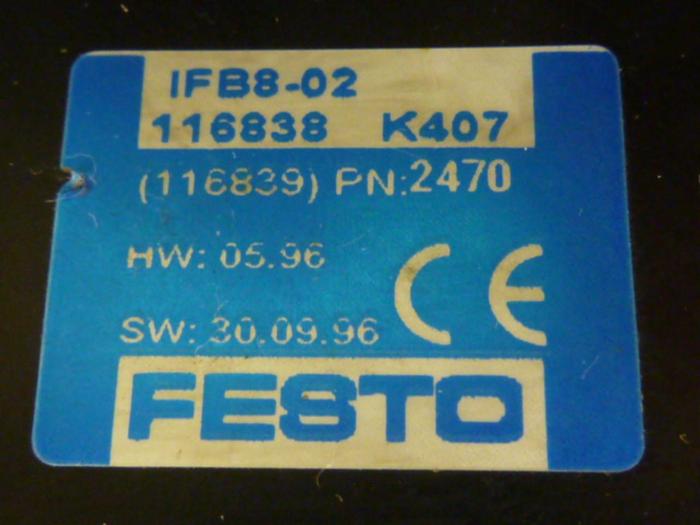 IFB8-02
116838 K407
(116839) PN:2470
HW: 05.96
SW: 30.09.96
CE
FESTO